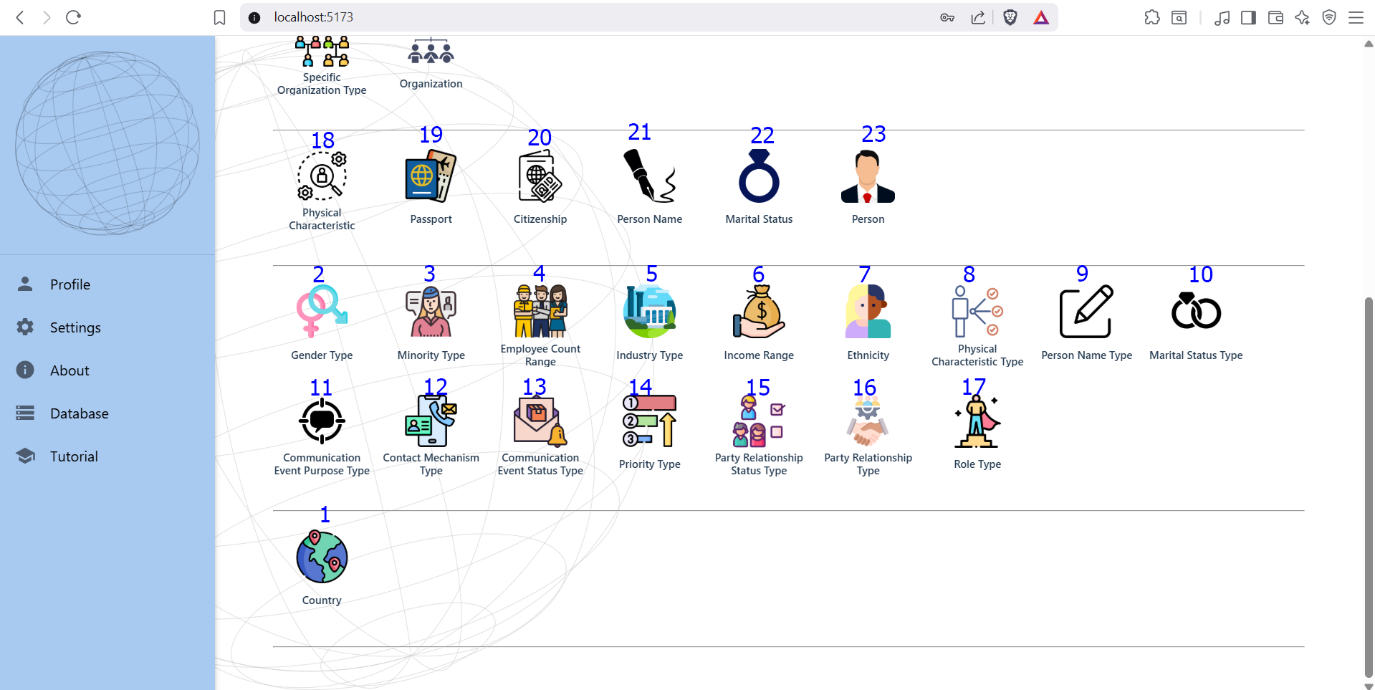 localhost:5173
Specific
Organization Type
Organization
18
19
20
21
22
23
Physical
Characteristic
Passport
Citizenship
Person Name
Marital Status
Person
Profile
Settings
About
Database
Tutorial
2
3
4
5
6
7
8
9
10
Gender Type
Minority Type
Employee Count
Range
Industry Type
Income Range
Ethnicity
Physical
Characteristic Type
Person Name Type
Marital Status Type
11
12
13
14
15
16
17
1
2
3
Communication
Event Purpose Type
Contact Mechanism
Type
Communication
Event Status Type
Priority Type
Party Relationship
Status Type
Party Relationship
Type
Role Type
1
Country